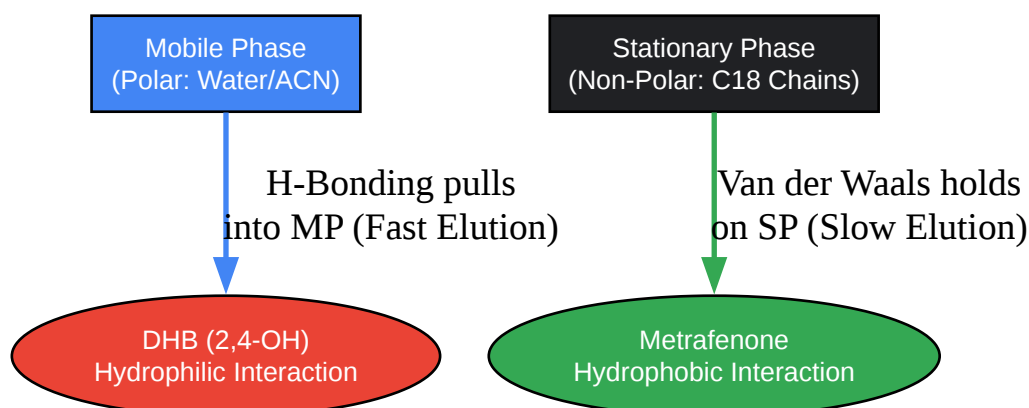 Mobile Phase
(Polar: Water/ACN)
Stationary Phase
(Non-Polar: C18 Chains)
H-Bonding pulls
into MP (Fast Elution)
Van der Waals holds
on SP (Slow Elution)
DHB (2,4-OH)
Hydrophilic Interaction
Metrafenone
Hydrophobic Interaction